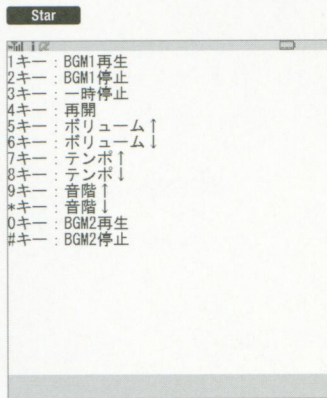 Star
1キー：BGM1再生
2キー：BGM1停止
3キー：一時停止
4キー：再開
5キー：ボリューム↑
6キー：ボリューム↓
7キー：テンポ↑
8キー：テンポ↓
9キー：音階↑
*キー：音階↓
0キー：BGM2再生
#キー：BGM2停止